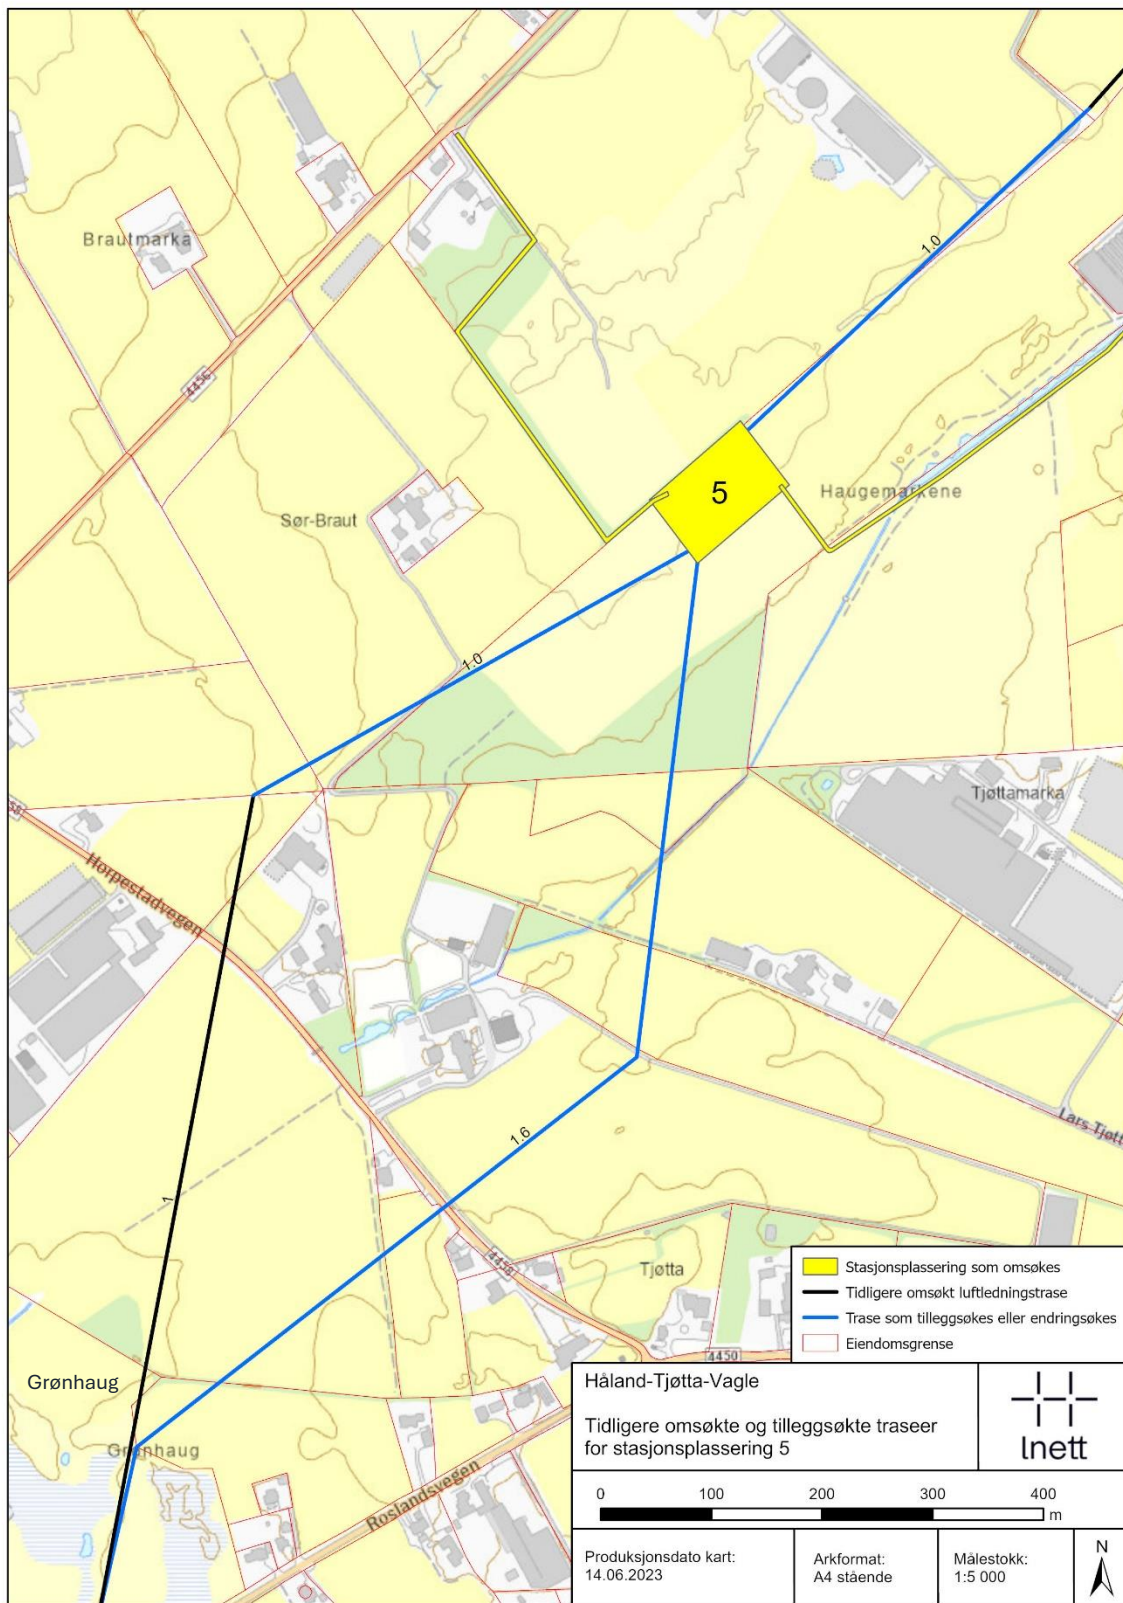 Brautmarka
4456
1.0
5
Haugemarkene
Sør-Braut
1.0
Tjøttamarka
Horpestadvegen
1.6
1
Lars Tjøtt
4450
Tjøtta
4450
Grønhaug
Grønhaug
Roslandsvegen
Stasjonsplassering som omsøkes
Tidligere omsøkt luftledningstrase
Trase som tilleggsøkes eller endringsøkes
Eiendomsgrense
Håland-Tjøtta-Vagle
Tidligere omsøkte og tilleggsøkte traseer
for stasjonsplassering 5
lnett
0 100 200 300 400
m
Produksjonsdato kart:
14.06.2023
Arkformat:
A4 stående
Målestokk:
1:5 000
N